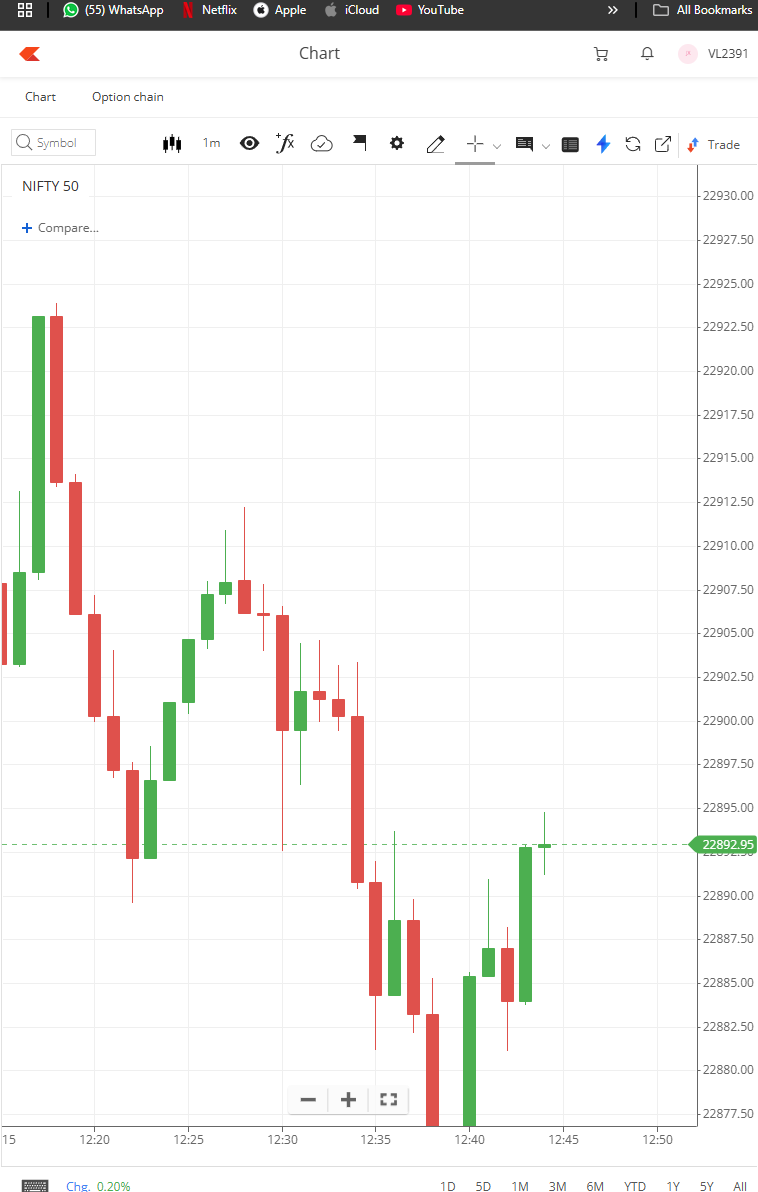 (55) WhatsApp Netflix Apple iCloud YouTube » All Bookmarks
Chart VL2391
Chart Option chain
Symbol 1m Trade
NIFTY 50
+ Compare...
22930.00
22927.50
22925.00
22922.50
22920.00
22917.50
22915.00
22912.50
22910.00
22907.50
22905.00
22902.50
22900.00
22897.50
22895.00
22892.95
22890.00
22887.50
22885.00
22882.50
22880.00
22877.50
15 12:20 12:25 12:30 12:35 12:40 12:45 12:50
Chg. 0.20% 1D 5D 1M 3M 6M YTD 1Y 5Y All